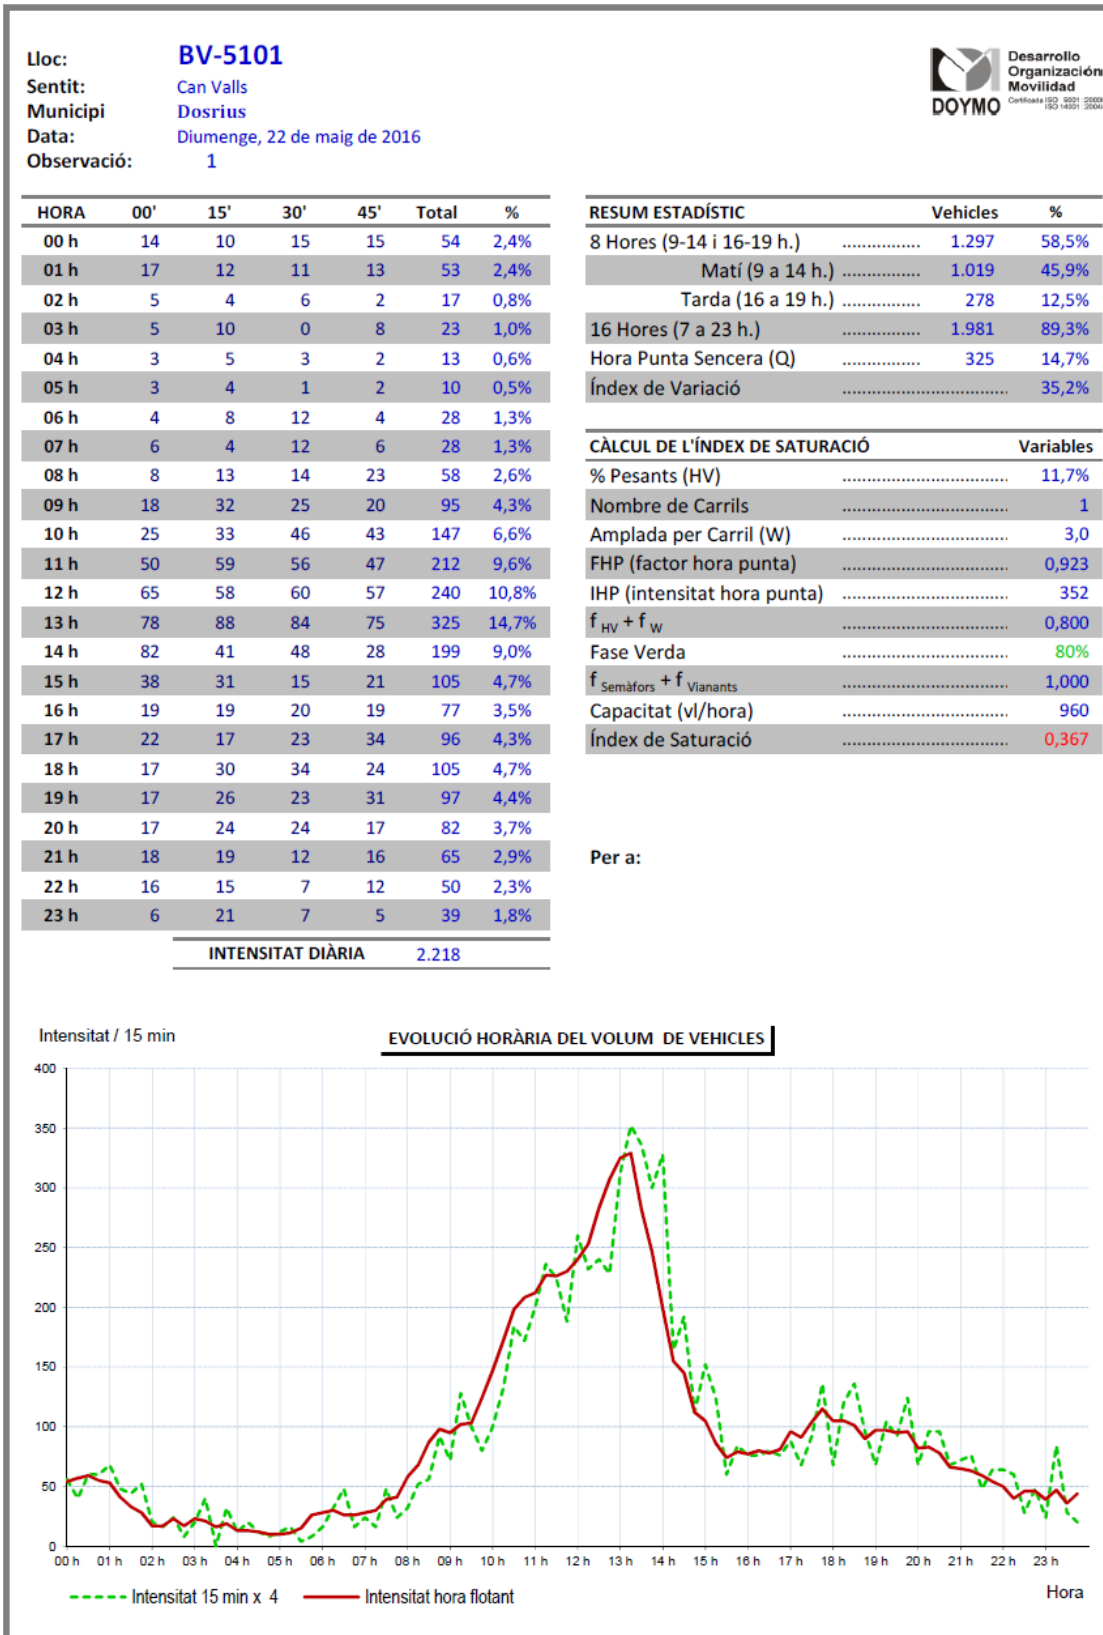 Lloc: BV-5101
Sentit: Can Valls
Municipi Dosrius
Data: Diumenge, 22 de maig de 2016
Observació: 1
DOYMO
Desarrollo
Organización
Movilidad
HORA 00' 15' 30' 45' Total %
00 h 14 10 15 15 54 2,4%
01 h 17 12 11 13 53 2,4%
02 h 5 4 6 2 17 0,8%
03 h 5 10 0 8 23 1,0%
04 h 3 5 3 2 13 0,6%
05 h 3 4 1 2 10 0,5%
06 h 4 8 12 4 28 1,3%
07 h 6 4 12 6 28 1,3%
08 h 8 13 14 23 58 2,6%
09 h 18 32 25 20 95 4,3%
10 h 25 33 46 43 147 6,6%
11 h 50 59 56 47 212 9,6%
12 h 65 58 60 57 240 10,8%
13 h 78 88 84 75 325 14,7%
14 h 82 41 48 28 199 9,0%
15 h 38 31 15 21 105 4,7%
16 h 19 19 20 19 77 3,5%
17 h 22 17 23 34 96 4,3%
18 h 17 30 34 24 105 4,7%
19 h 17 26 23 31 97 4,4%
20 h 17 24 24 17 82 3,7%
21 h 18 19 12 16 65 2,9%
22 h 16 15 7 12 50 2,3%
23 h 6 21 7 5 39 1,8%
INTENSITAT DIÀRIA 2.218
RESUM ESTADÍSTIC Vehicles %
8 Hores (9-14 i 16-19 h.) ................ 1.297 58,5%
Matí (9 a 14 h.) ................ 1.019 45,9%
Tarda (16 a 19 h.) ................ 278 12,5%
16 Hores (7 a 23 h.) ................ 1.981 89,3%
Hora Punta Sencera (Q) ................ 325 14,7%
Índex de Variació ................................. 35,2%
CÀLCUL DE L'ÍNDEX DE SATURACIÓ Variables
% Pesants (HV) ................................. 11,7%
Nombre de Carrils ................................. 1
Amplada per Carril (W) ................................. 3,0
FHP (factor hora punta) ................................. 0,923
IHP (intensitat hora punta) ................................. 352
f HV + f W ................................. 0,800
Fase Verda ................................. 80%
f Semàfors + f Vianants ................................. 1,000
Capacitat (vl/hora) ................................. 960
Índex de Saturació ................................. 0,367
Per a:
Intensitat / 15 min
EVOLUCIÓ HORÀRIA DEL VOLUM DE VEHICLES
400
350
300
250
200
150
100
50
0
00 h 01 h 02 h 03 h 04 h 05 h 06 h 07 h 08 h 09 h 10 h 11 h 12 h 13 h 14 h 15 h 16 h 17 h 18 h 19 h 20 h 21 h 22 h 23 h
Intensitat 15 min x 4 Intensitat hora flotant
Hora